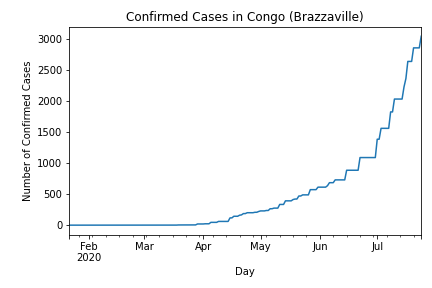 Confirmed Cases in Congo (Brazzaville)
Number of Confirmed Cases
3000
2500
2000
1500
1000
500
0
Feb Mar Apr May Jun Jul
2020
Day